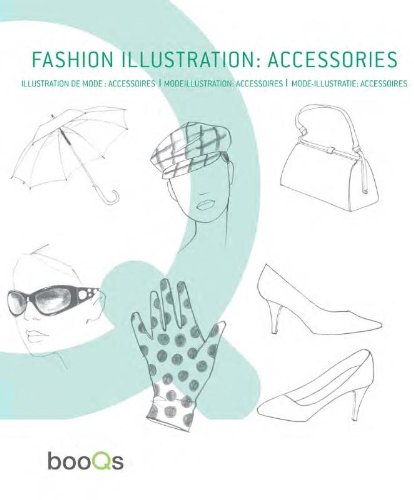 FASHION ILLUSTRATION: ACCESSORIES
ILLUSTRATION DE MODE : ACCESSOIRES | MODEILLUSTRATION: ACCESSOIRES | MODE-ILLUSTRATIE: ACCESSOIRES
booQs